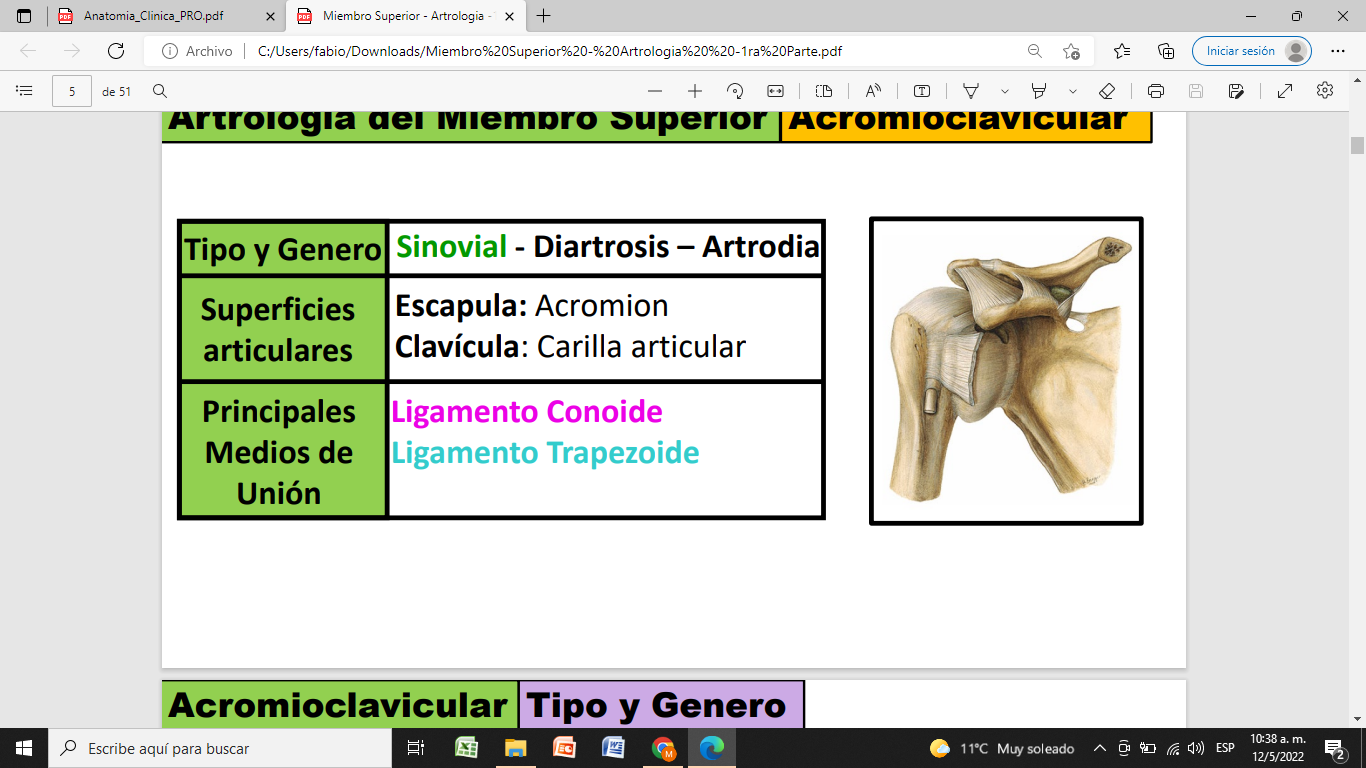 Anatomia_Clinica_PRO.pdf
Miembro Superior - Artrologia -
Archivo
C:/Users/fabio/Downloads/Miembro%20Superior%20-%20Artrologia%20%20-1ra%20Parte.pdf
Iniciar sesión
5 de 51
Artrologia del Miembro Superior Acromioclavicular
Tipo y Genero
Sinovial - Diartrosis – Artrodia
Superficies
articulares
Escapula: Acromion
Clavícula: Carilla articular
Principales
Medios de
Unión
Ligamento Conoide
Ligamento Trapezoide
Acromioclavicular Tipo y Genero
Escribe aquí para buscar
11°C Muy soleado
ESP
10:38 a. m.
12/5/2022
2